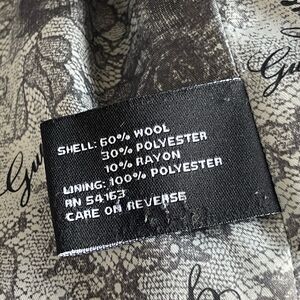 SHELL: 60% WOOL
30% POLYESTER
10% RAYON
LINING: 100% POLYESTER
RN 54163
CARE ON REVERSE